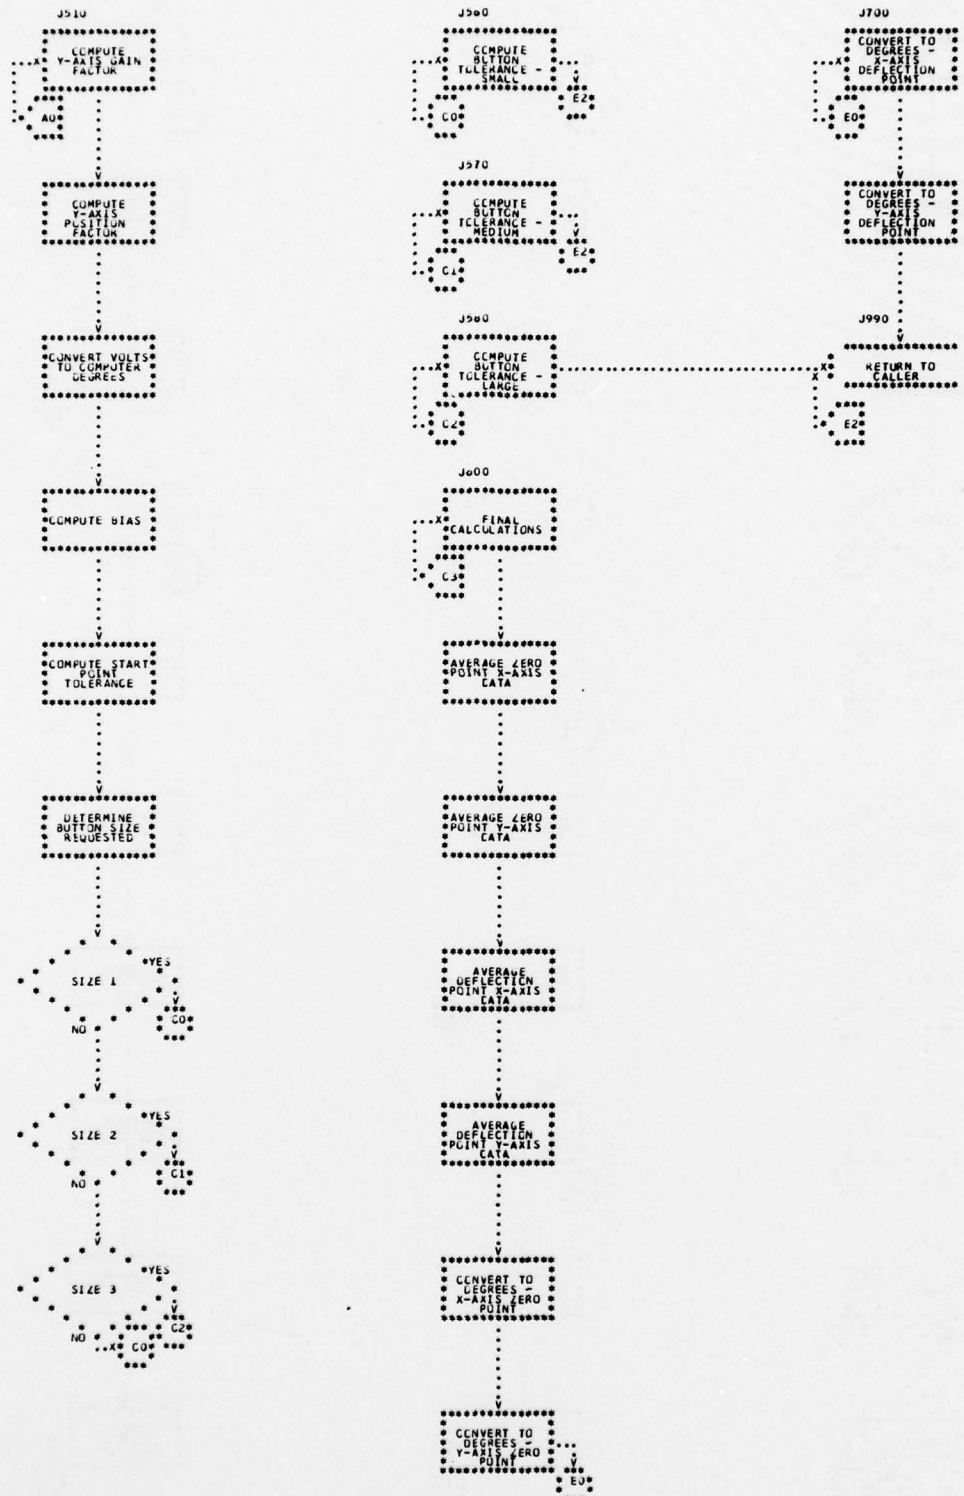 J510
COMPUTE
Y-AXIS GAIN
FACTOR
A0
COMPUTE
Y-AXIS
POSITION
FACTOR
CONVERT VOLTS
TO COMPUTER
DEGREES
COMPUTE BIAS
COMPUTE START
POINT
TOLERANCE
DETERMINE
BUTTON SIZE
REQUESTED
SIZE 1
YES
C0
NO
SIZE 2
YES
C1
NO
SIZE 3
YES
C2
NO
X
C0
J560
X
COMPUTE
BUTTON
TOLERANCE -
SMALL
E2
C0
J570
X
COMPUTE
BUTTON
TOLERANCE -
MEDIUM
E2
C1
J580
X
COMPUTE
BUTTON
TOLERANCE -
LARGE
C2
J600
X
FINAL
CALCULATIONS
C3
AVERAGE ZERO
POINT X-AXIS
CATA
AVERAGE ZERO
POINT Y-AXIS
CATA
AVERAGE
DEFLECTION
POINT X-AXIS
CATA
AVERAGE
DEFLECTION
POINT Y-AXIS
CATA
CONVERT TO
DEGREES -
X-AXIS ZERO
POINT
CONVERT TO
DEGREES -
Y-AXIS ZERO
POINT
E0
J700
X
CONVERT TO
DEGREES -
X-AXIS
DEFLECTION
POINT
E0
CONVERT TO
DEGREES -
Y-AXIS
DEFLECTION
POINT
J990
X
RETURN TO
CALLER
X
E2